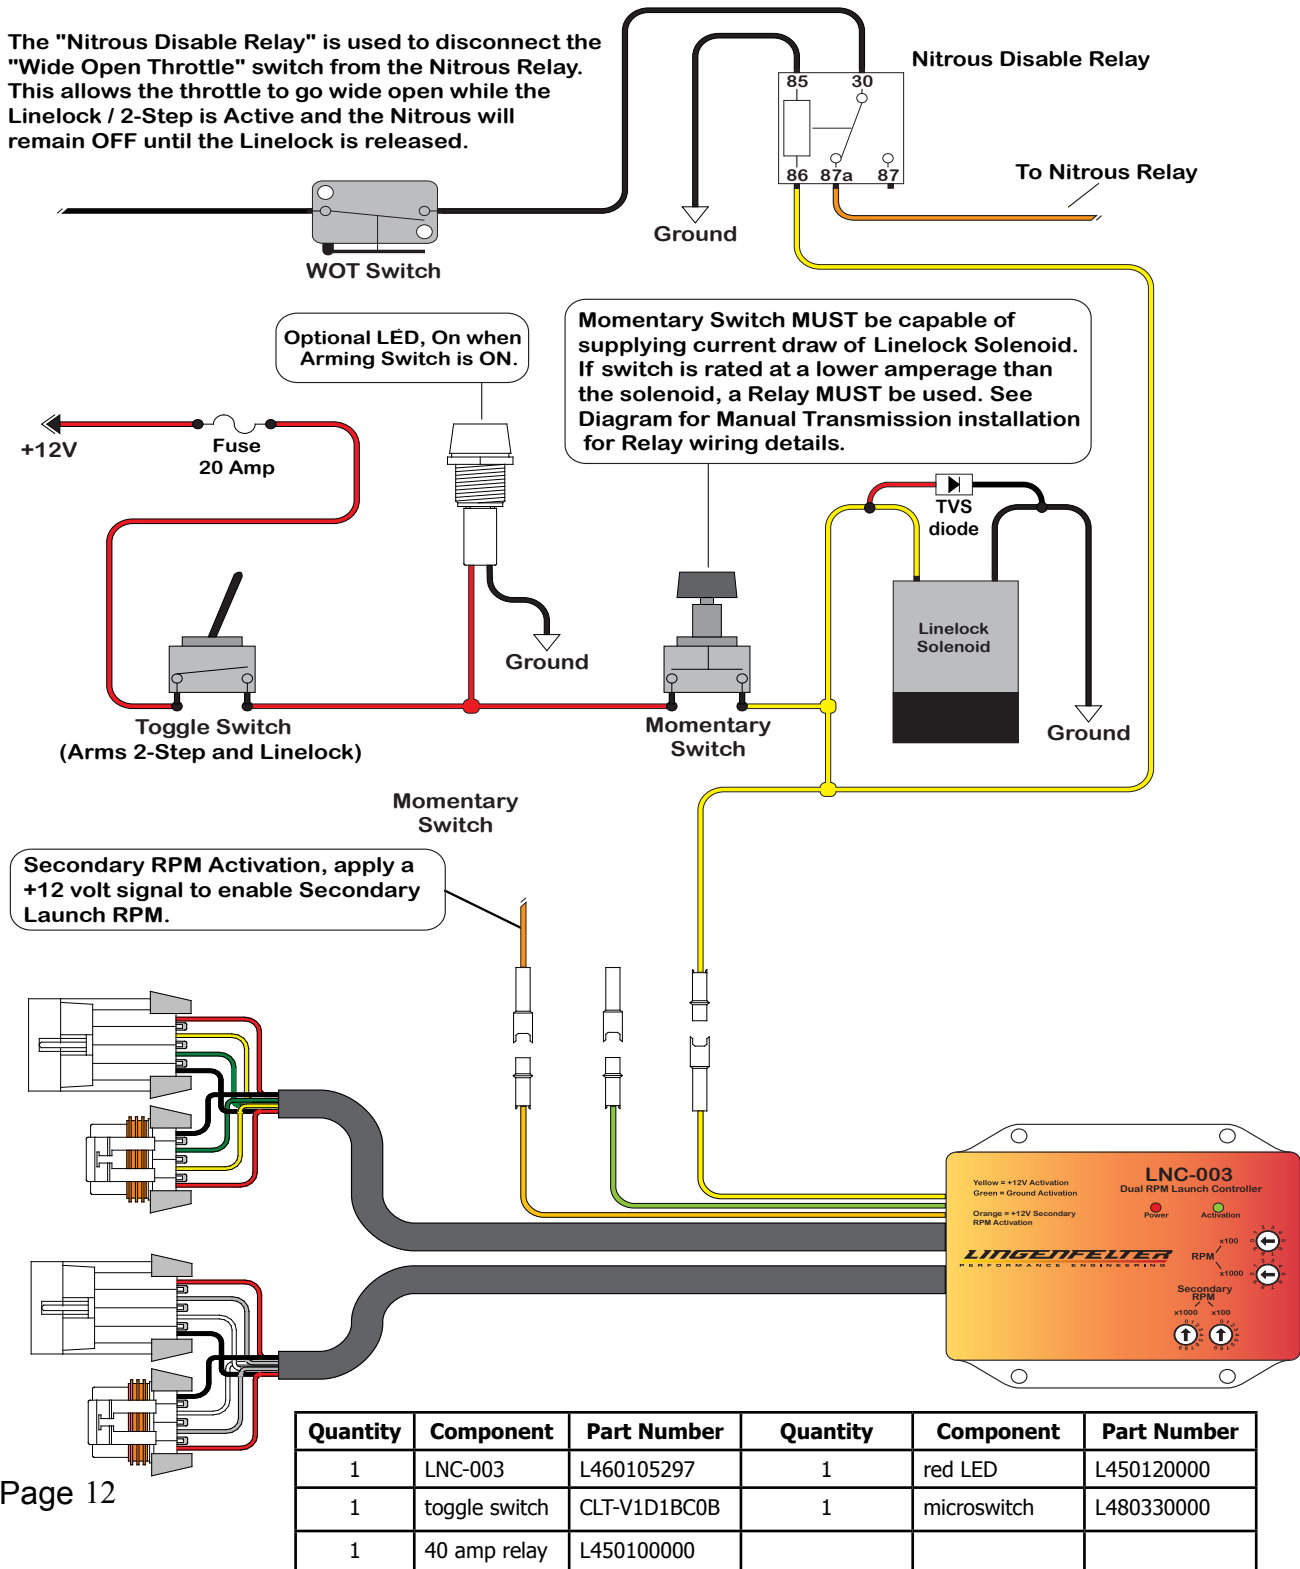 The "Nitrous Disable Relay" is used to disconnect the
"Wide Open Throttle" switch from the Nitrous Relay.
This allows the throttle to go wide open while the
Linelock / 2-Step is Active and the Nitrous will
remain OFF until the Linelock is released.
Nitrous Disable Relay
85 30
86 87a 87
To Nitrous Relay
Ground
WOT Switch
Optional LED, On when
Arming Switch is ON.
Momentary Switch MUST be capable of
supplying current draw of Linelock Solenoid.
If switch is rated at a lower amperage than
the solenoid, a Relay MUST be used. See
Diagram for Manual Transmission installation
for Relay wiring details.
+12V
Fuse
20 Amp
TVS
diode
Linelock
Solenoid
Ground
Ground
Toggle Switch
(Arms 2-Step and Linelock)
Momentary
Switch
Momentary
Switch
Secondary RPM Activation, apply a
+12 volt signal to enable Secondary
Launch RPM.
Yellow = +12V Activation
Green = Ground Activation
Orange = +12V Secondary
RPM Activation
LNC-003
Dual RPM Launch Controller
Power
Activation
LINGENFELTER
PERFORMANCE ENGINEERING
RPM
x100
x1000
Secondary
RPM
x1000 x100
Quantity Component Part Number Quantity Component Part Number
1 LNC-003 L460105297 1 red LED L450120000
1 toggle switch CLT-V1D1BC0B 1 microswitch L480330000
1 40 amp relay L450100000
Page 12